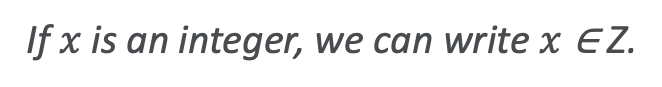 If x is an integer, we can write x ∈ Z.